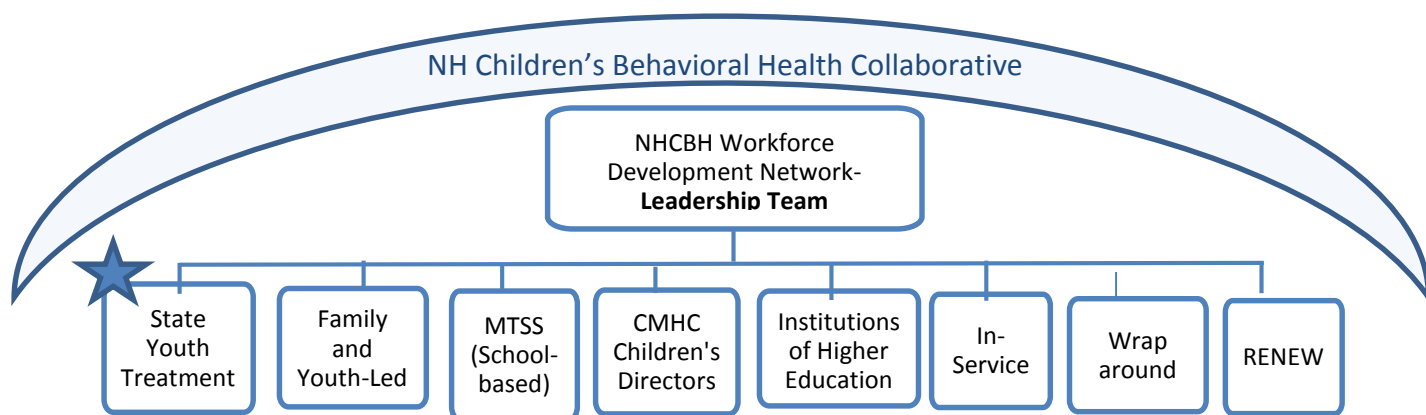 NH Children’s Behavioral Health Collaborative
NHCBH Workforce
Development Network-
Leadership Team
State
Youth
Treatment
Family
and
Youth-Led
MTSS
(School-
based)
CMHC
Children's
Directors
Institutions
of Higher
Education
In-
Service
Wrap
around
RENEW